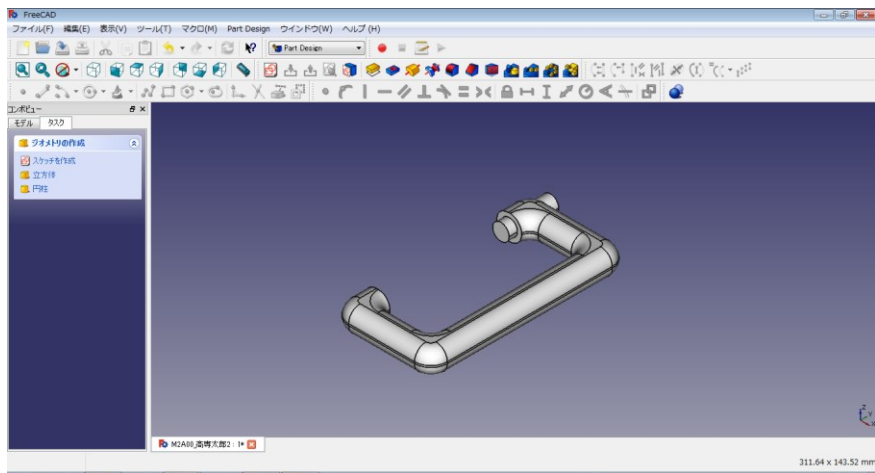 FreeCAD
ファイル(F) 編集(E) 表示(V) ツール(T) マクロ(M) Part Design ウインドウ(W) ヘルプ(H)
Part Design
コンボビュー
モデル タスク
ジオメトリの作成
スケッチを作成
立方体
円柱
Z
Y
X
M2A00_高専太郎2 : 1*
311.64 x 143.52 mm